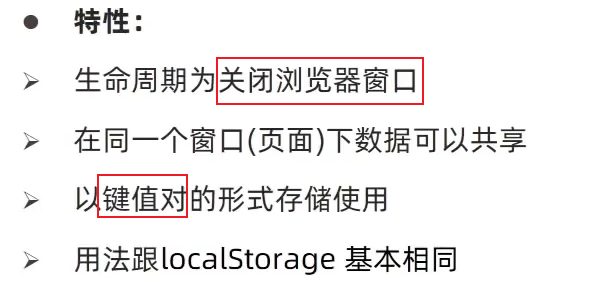 ● 特性：
➢ 生命周期为关闭浏览器窗口
➢ 在同一个窗口(页面)下数据可以共享
➢ 以键值对的形式存储使用
➢ 用法跟localStorage 基本相同